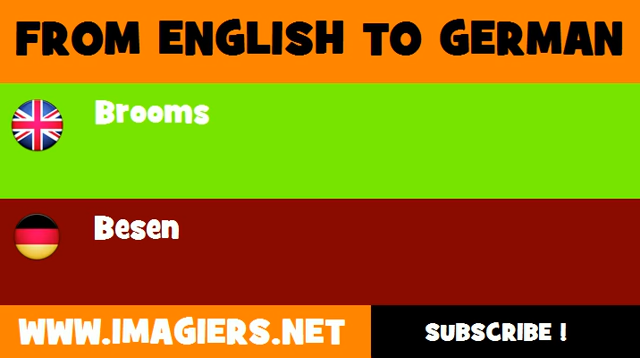 FROM ENGLISH TO GERMAN
Brooms
Besen
WWW.IMAGIERS.NET
SUBSCRIBE !